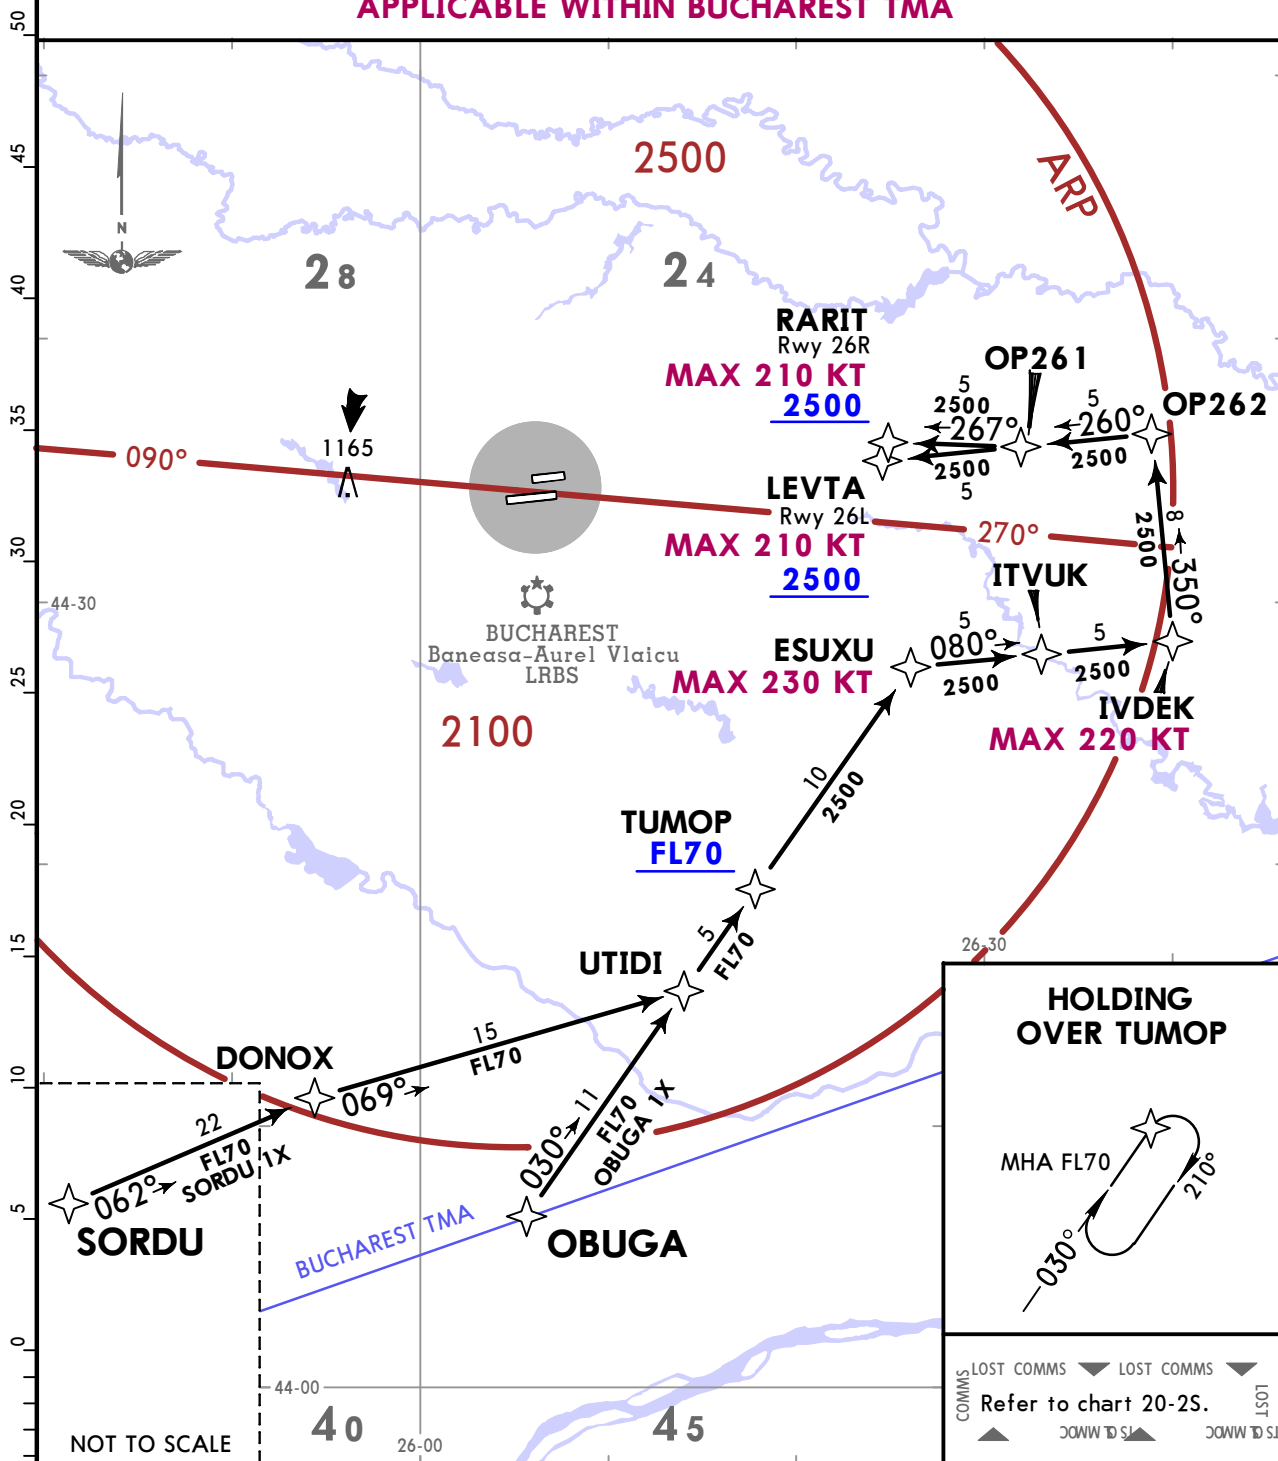 APPLICABLE WITHIN BUCHAREST TMA
50
45
40
35
30
25
20
15
10
5
0
N
2500
ARP
28
24
RARIT
Rwy 26R
MAX 210 KT
2500
OP261
OP262
5
2500
267°
2500
5
5
260°
2500
1165
090°
LEVTA
Rwy 26L
MAX 210 KT
2500
270°
8
2500
350°
ITVUK
44-30
BUCHAREST
Baneasa-Aurel Vlaicu
LRBS
ESUXU
MAX 230 KT
5
080°
2500
5
2500
IVDEK
MAX 220 KT
2100
10
2500
TUMOP
FL70
5
FL70
UTIDI
26-30
15
FL70
DONOX
069°
11
FL70
OBUGA 1X
030°
22
FL70
SORDU 1X
062°
SORDU
OBUGA
BUCHAREST TMA
HOLDING
OVER TUMOP
MHA FL70
210°
030°
44-00
40
45
26-00
NOT TO SCALE
LOST COMMS LOST COMMS
COMMS
LOST
Refer to chart 20-2S.